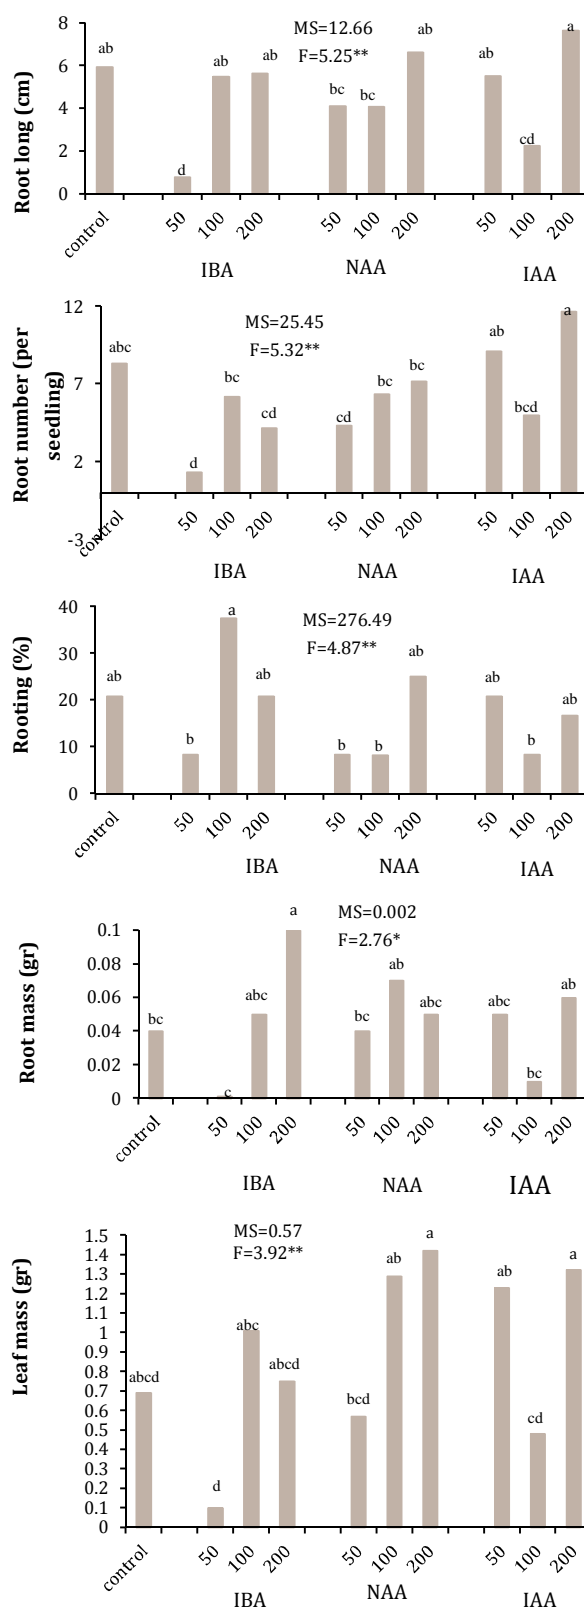 Root long (cm)
8
6
4
2
0
MS=12.66
F=5.25**
ab
d
ab
ab
bc
bc
ab
ab
cd
a
control
50
100
200
50
100
200
50
100
200
IBA
NAA
IAA
Root number (per
seedling)
12
7
2
-3
MS=25.45
F=5.32**
abc
d
bc
cd
cd
bc
bc
ab
bcd
a
control
50
100
200
50
100
200
50
100
200
IBA
NAA
IAA
Rooting (%)
40
30
20
10
0
MS=276.49
F=4.87**
ab
b
a
ab
b
b
ab
ab
b
ab
control
50
100
200
50
100
200
50
100
200
IBA
NAA
IAA
Root mass (gr)
0.1
0.08
0.06
0.04
0.02
0
MS=0.002
F=2.76*
bc
c
abc
a
bc
ab
abc
abc
bc
ab
control
50
100
200
50
100
200
50
100
200
IBA
NAA
IAA
Leaf mass (gr)
1.5
1.4
1.3
1.2
1.1
1
0.9
0.8
0.7
0.6
0.5
0.4
0.3
0.2
0.1
0
MS=0.57
F=3.92**
abcd
d
abc
abcd
bcd
ab
a
ab
cd
a
control
50
100
200
50
100
200
50
100
200
IBA
NAA
IAA